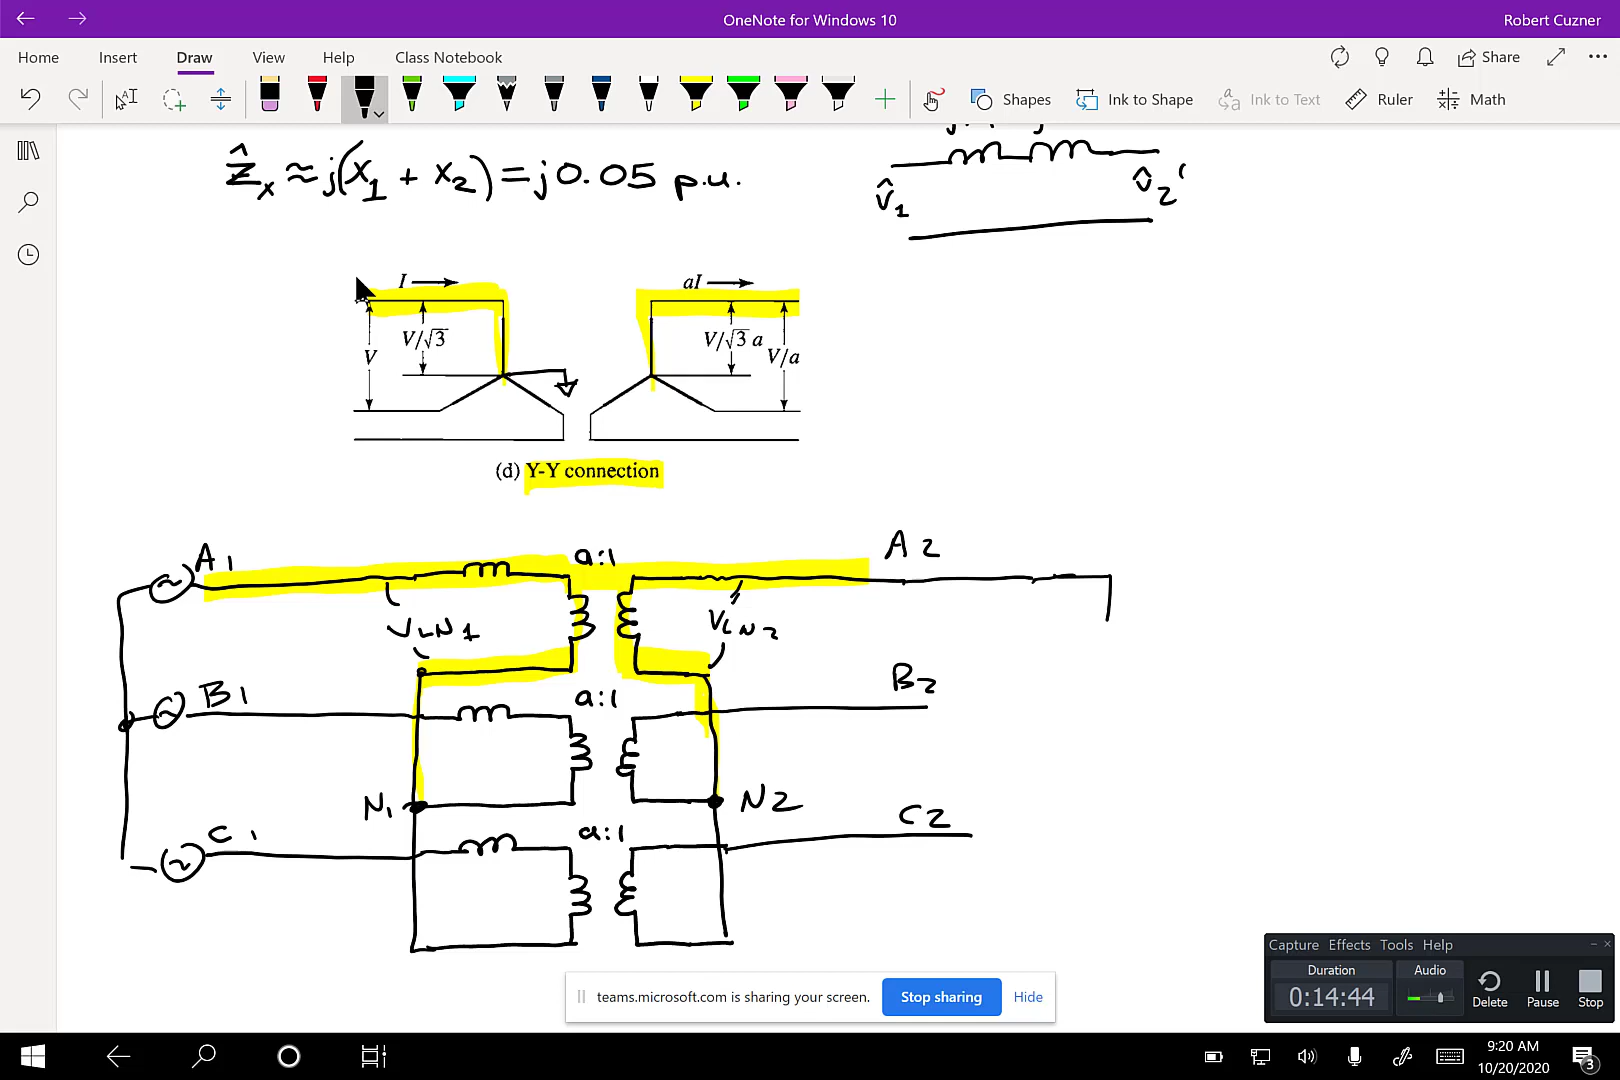 OneNote for Windows 10
Robert Cuzner
Home Insert Draw View Help Class Notebook
Share
Shapes Ink to Shape Ink to Text Ruler Math
ẑx ≈ j(x1 + x2) = j0.05 p.u.
v̂1 v̂2'
I aI
V V/√3 V/√3 a V/a
(d) Y-Y connection
A1 a:1 A2
VLN1 VLN2
B1 a:1 B2
N1 N2
C1 a:1 C2
Capture Effects Tools Help
Duration Audio
0:14:44 Delete Pause Stop
teams.microsoft.com is sharing your screen. Stop sharing Hide
9:20 AM
10/20/2020
3